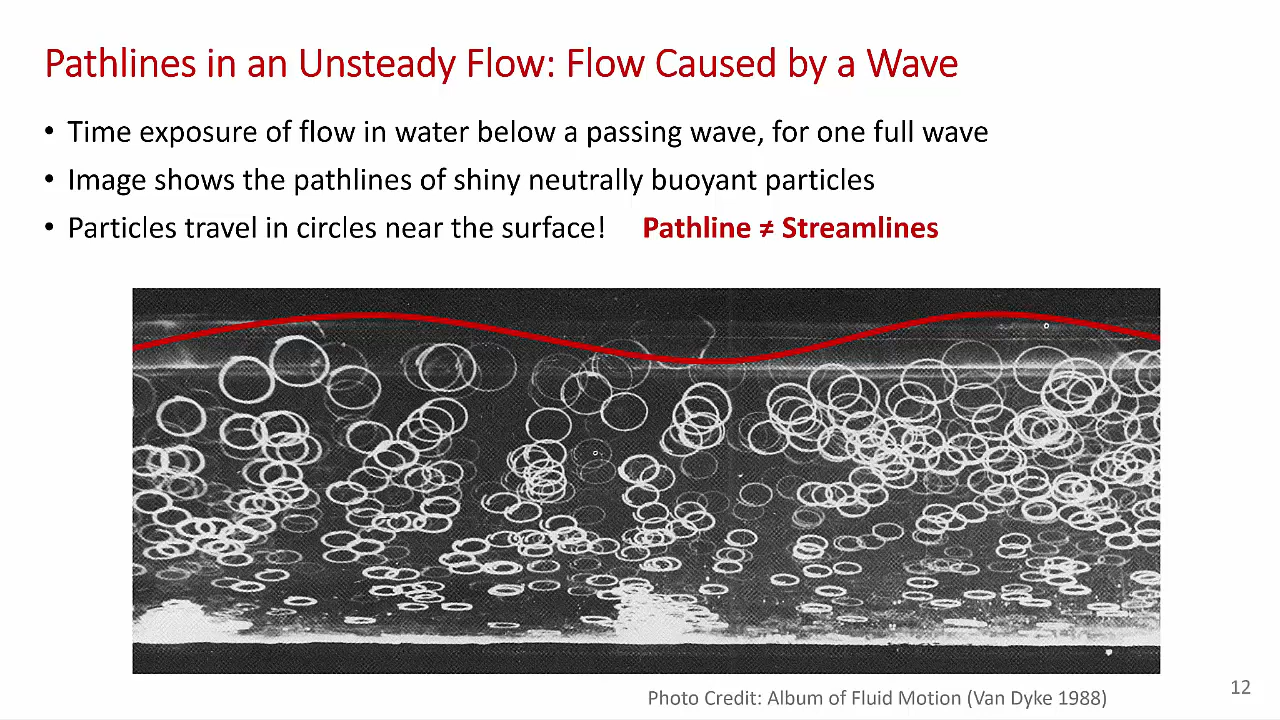 Pathlines in an Unsteady Flow: Flow Caused by a Wave
• Time exposure of flow in water below a passing wave, for one full wave
• Image shows the pathlines of shiny neutrally buoyant particles
• Particles travel in circles near the surface! Pathline ≠ Streamlines
Photo Credit: Album of Fluid Motion (Van Dyke 1988)
12